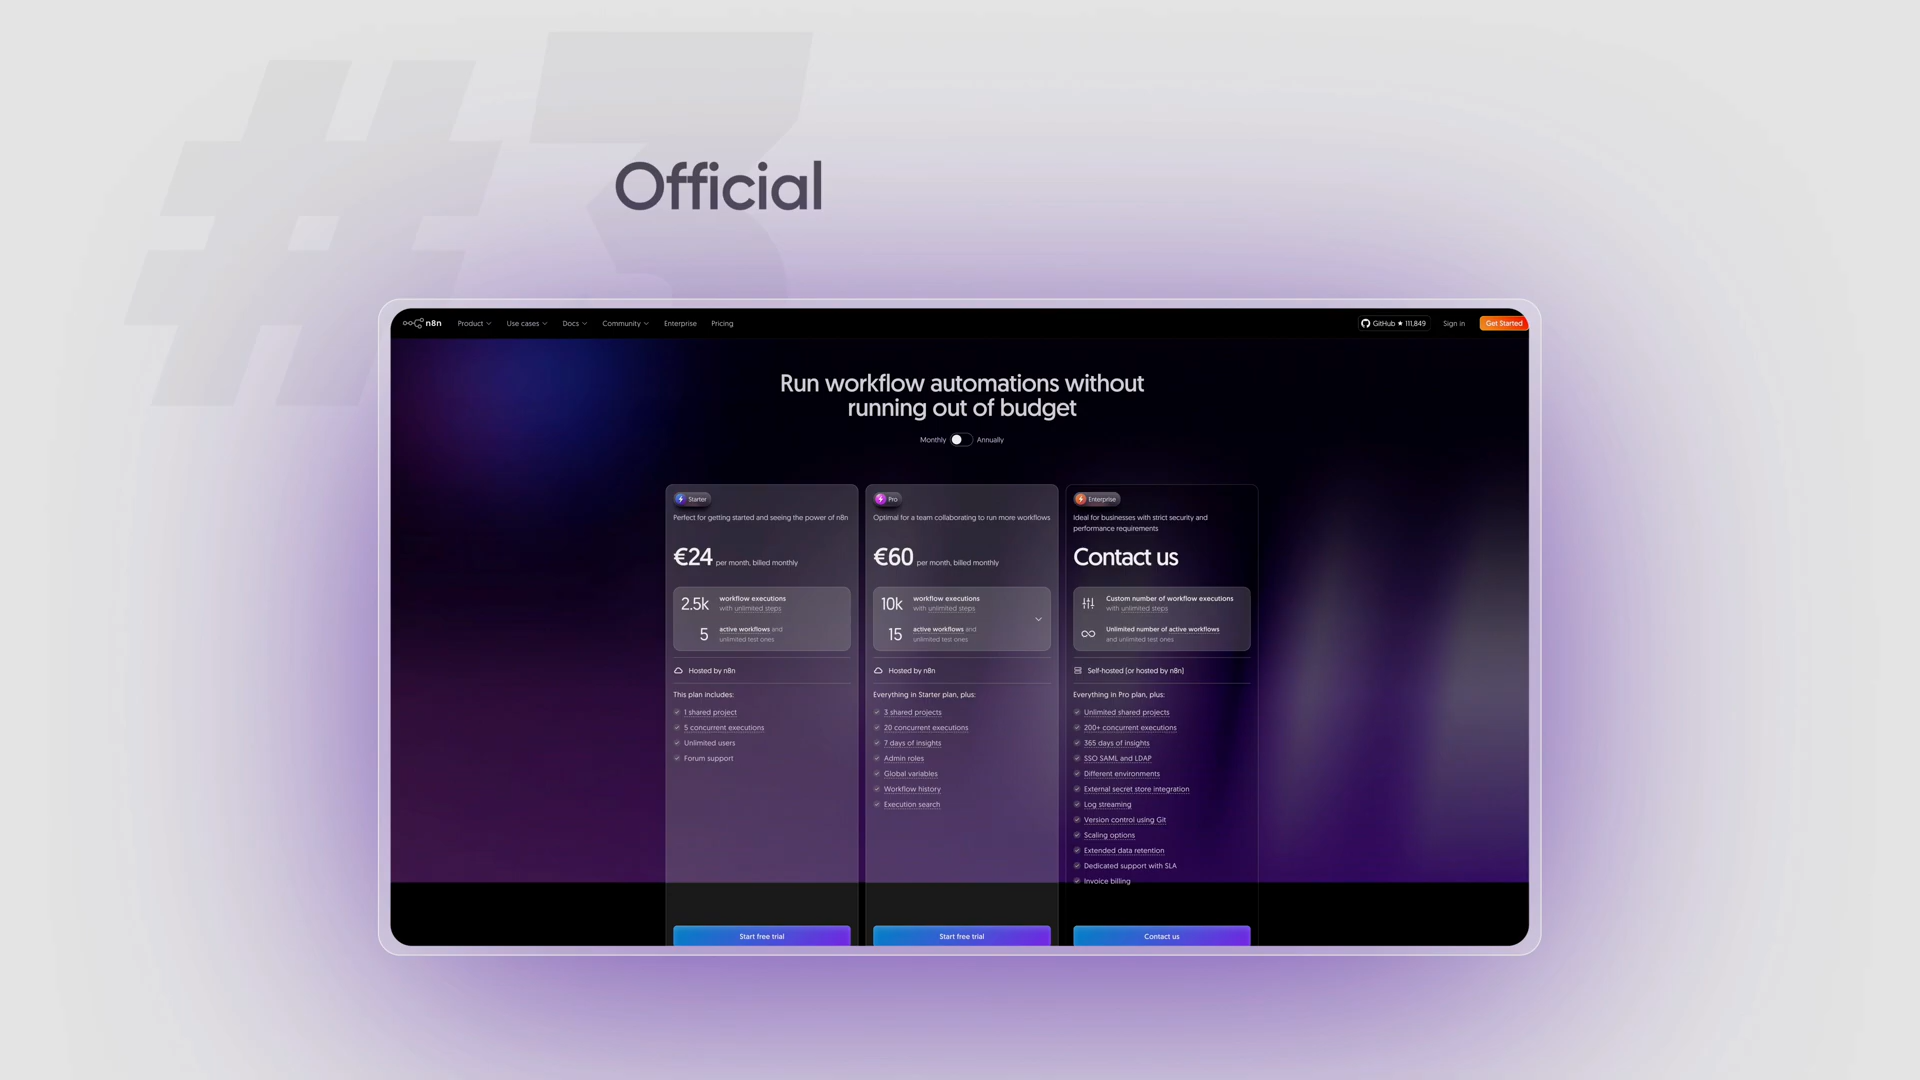 #3
Official
n8n
Product
Use cases
Docs
Community
Enterprise
Pricing
GitHub ★ 111,849
Sign in
Get Started
Run workflow automations without
running out of budget
Monthly
Annually
Starter
Perfect for getting started and seeing the power of n8n
€24 per month, billed monthly
2.5k workflow executions
with unlimited steps
5 active workflows and
unlimited test ones
Hosted by n8n
This plan includes:
1 shared project
5 concurrent executions
Unlimited users
Forum support
Start free trial
Pro
Optimal for a team collaborating to run more workflows
€60 per month, billed monthly
10k workflow executions
with unlimited steps
15 active workflows and
unlimited test ones
Hosted by n8n
Everything in Starter plan, plus:
3 shared projects
20 concurrent executions
7 days of insights
Admin roles
Global variables
Workflow history
Execution search
Start free trial
Enterprise
Ideal for businesses with strict security and
performance requirements
Contact us
Custom number of workflow executions
with unlimited steps
Unlimited number of active workflows
and unlimited test ones
Self-hosted (or hosted by n8n)
Everything in Pro plan, plus:
Unlimited shared projects
200+ concurrent executions
365 days of insights
SSO SAML and LDAP
Different environments
External secret store integration
Log streaming
Version control using Git
Scaling options
Extended data retention
Dedicated support with SLA
Invoice billing
Contact us